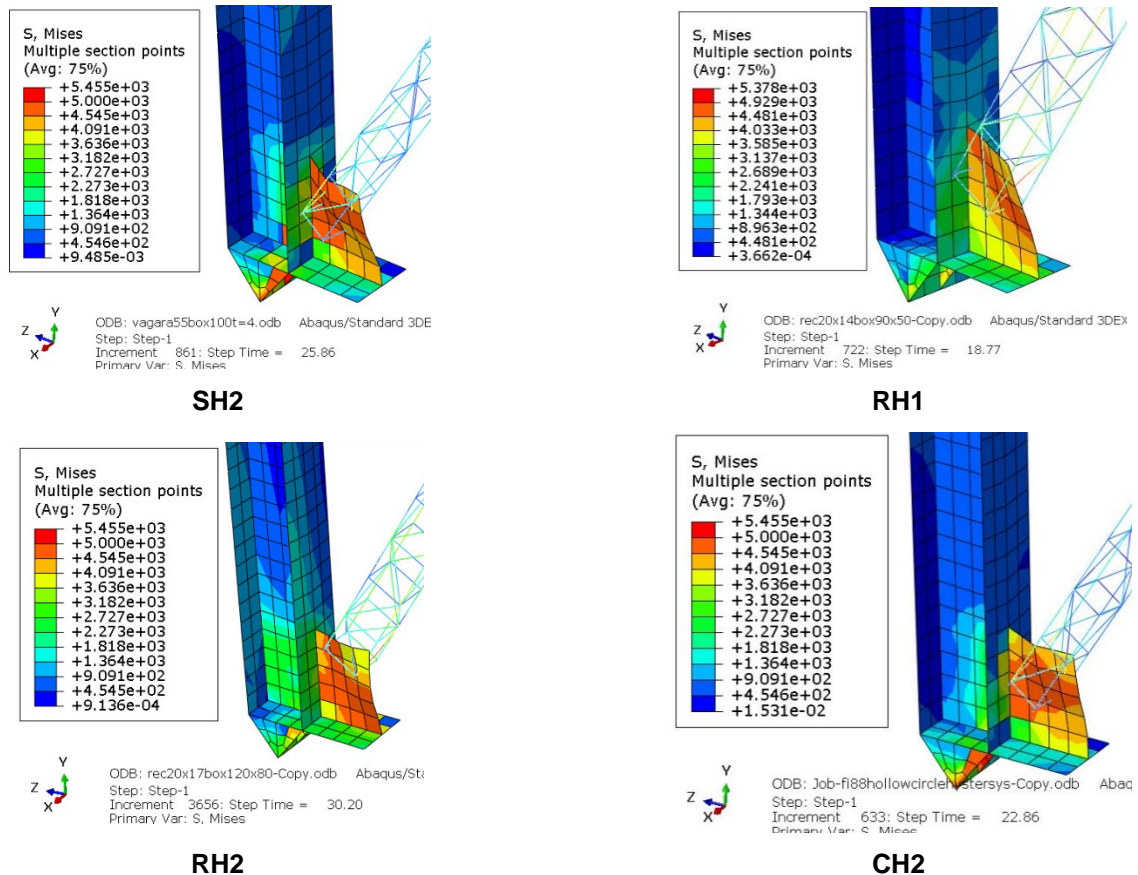 S, Mises
Multiple section points
(Avg: 75%)
+5.455e+03
+5.000e+03
+4.545e+03
+4.091e+03
+3.636e+03
+3.182e+03
+2.727e+03
+2.273e+03
+1.818e+03
+1.364e+03
+9.091e+02
+4.546e+02
+9.485e-03
Y
Z
X
ODB: vagara55box100t=4.odb Abaqus/Standard 3DE
Step: Step-1
Increment 861: Step Time = 25.86
Primary Var: S, Mises
SH2
S, Mises
Multiple section points
(Avg: 75%)
+5.378e+03
+4.929e+03
+4.481e+03
+4.033e+03
+3.585e+03
+3.137e+03
+2.689e+03
+2.241e+03
+1.793e+03
+1.344e+03
+8.963e+02
+4.481e+02
+3.662e-04
Y
Z
X
ODB: rec20x14box90x50-Copy.odb Abaqus/Standard 3DEX
Step: Step-1
Increment 722: Step Time = 18.77
Primary Var: S, Mises
RH1
S, Mises
Multiple section points
(Avg: 75%)
+5.455e+03
+5.000e+03
+4.545e+03
+4.091e+03
+3.636e+03
+3.182e+03
+2.727e+03
+2.273e+03
+1.818e+03
+1.364e+03
+9.091e+02
+4.545e+02
+9.136e-04
Y
Z
X
ODB: rec20x17box120x80-Copy.odb Abaqus/Sta
Step: Step-1
Increment 3656: Step Time = 30.20
Primary Var: S, Mises
RH2
S, Mises
Multiple section points
(Avg: 75%)
+5.455e+03
+5.000e+03
+4.545e+03
+4.091e+03
+3.636e+03
+3.182e+03
+2.727e+03
+2.273e+03
+1.818e+03
+1.364e+03
+9.091e+02
+4.546e+02
+1.531e-02
Y
Z
X
ODB: stersys-Copy.odb Abaq
Step: Step-1
Increment 633: Step Time = 22.86
Primary Var: S, Mises
CH2